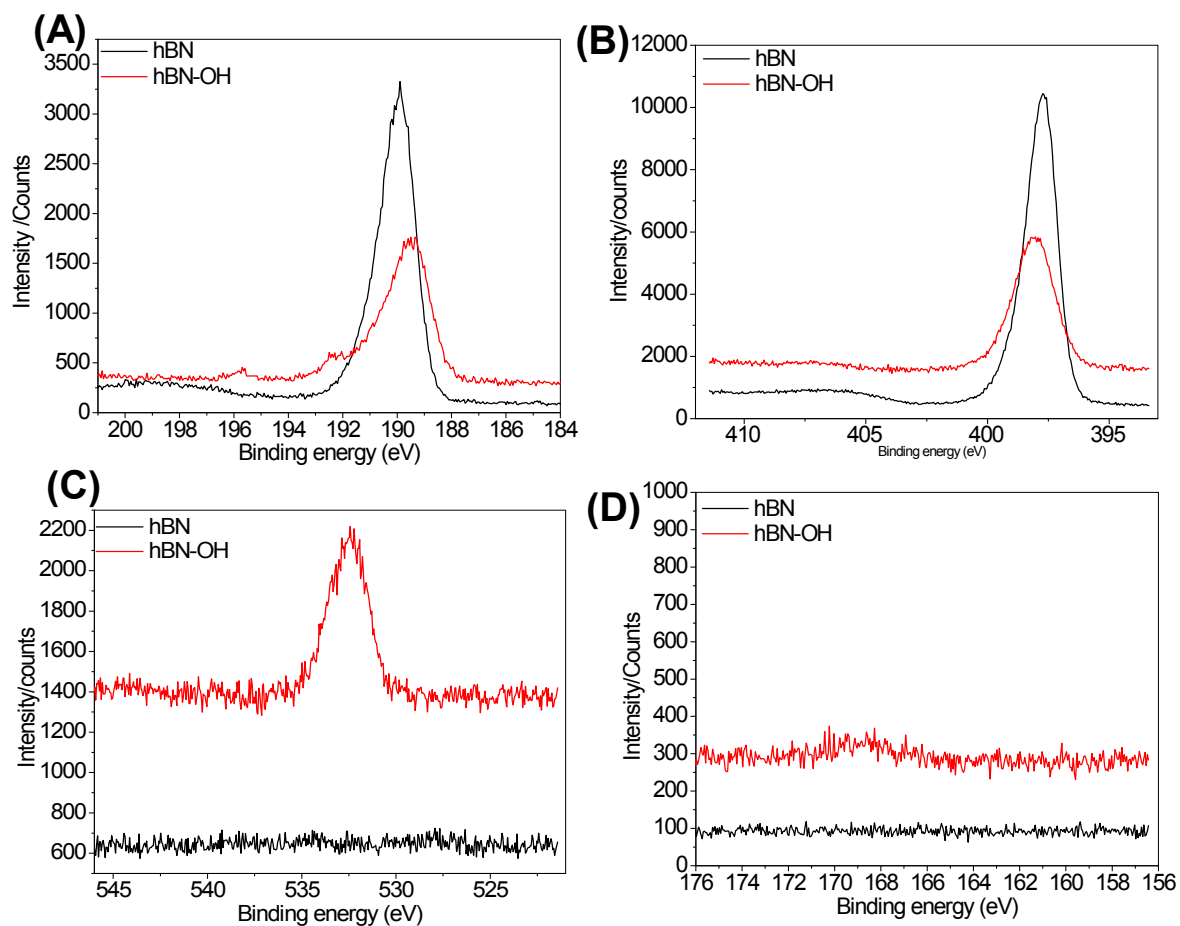 (A)
hBN
hBN-OH
3500
3000
2500
2000
1500
1000
500
0
Intensity /Counts
200 198 196 194 192 190 188 186 184
Binding energy (eV)
(B)
hBN
hBN-OH
12000
10000
8000
6000
4000
2000
0
Intensity/counts
410 405 400 395
Binding energy (eV)
(C)
hBN
hBN-OH
2200
2000
1800
1600
1400
1200
1000
800
600
Intensity/counts
545 540 535 530 525
Binding energy (eV)
(D)
hBN
hBN-OH
1000
900
800
700
600
500
400
300
200
100
0
Intensity/Counts
176 174 172 170 168 166 164 162 160 158 156
Binding energy (eV)